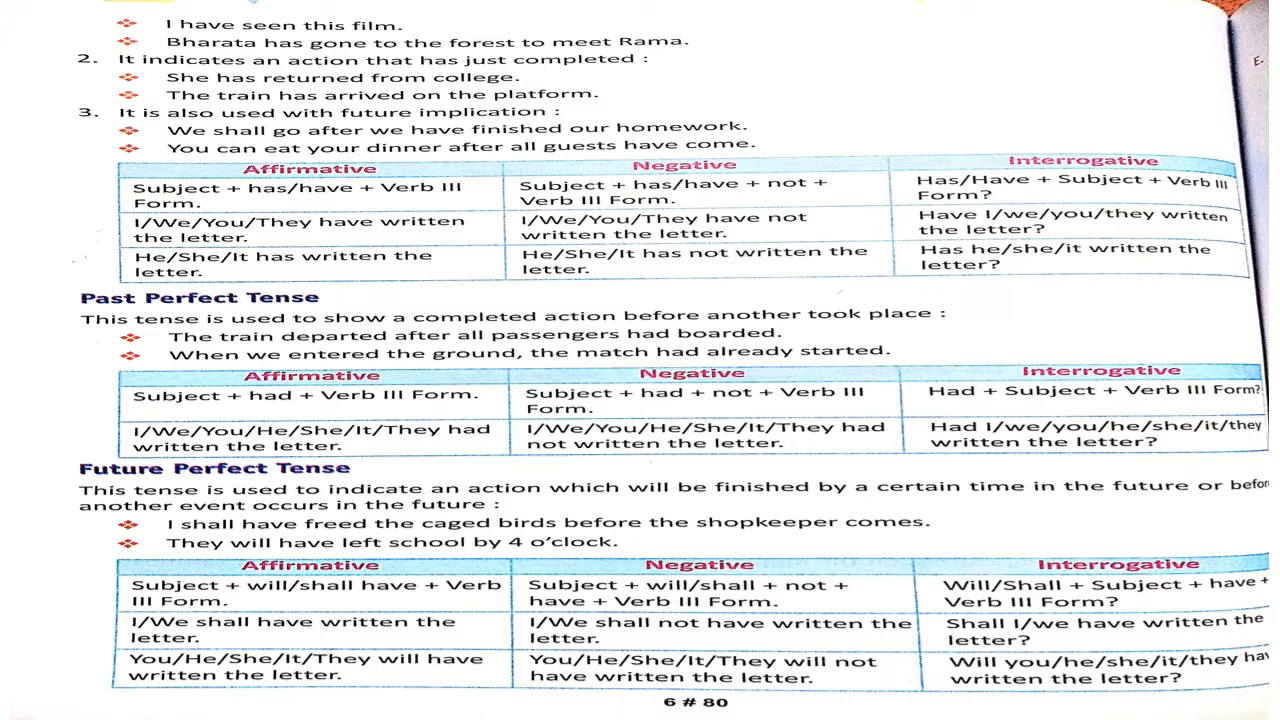 ❖ I have seen this film.
❖ Bharata has gone to the forest to meet Rama.
2. It indicates an action that has just completed :
❖ She has returned from college.
❖ The train has arrived on the platform.
3. It is also used with future implication :
❖ We shall go after we have finished our homework.
❖ You can eat your dinner after all guests have come.
Affirmative Negative Interrogative
Subject + has/have + Verb III Form. Subject + has/have + not + Verb III Form. Has/Have + Subject + Verb III Form?
I/We/You/They have written the letter. I/We/You/They have not written the letter. Have I/we/you/they written the letter?
He/She/It has written the letter. He/She/It has not written the letter. Has he/she/it written the letter?
Past Perfect Tense
This tense is used to show a completed action before another took place :
❖ The train departed after all passengers had boarded.
❖ When we entered the ground, the match had already started.
Affirmative Negative Interrogative
Subject + had + Verb III Form. Subject + had + not + Verb III Form. Had + Subject + Verb III Form?
I/We/You/He/She/It/They had written the letter. I/We/You/He/She/It/They had not written the letter. Had I/we/you/he/she/it/they written the letter?
Future Perfect Tense
This tense is used to indicate an action which will be finished by a certain time in the future or befor
another event occurs in the future :
❖ I shall have freed the caged birds before the shopkeeper comes.
❖ They will have left school by 4 o'clock.
Affirmative Negative Interrogative
Subject + will/shall have + Verb III Form. Subject + will/shall + not + have + Verb III Form. Will/Shall + Subject + have + Verb III Form?
I/We shall have written the letter. I/We shall not have written the letter. Shall I/we have written the letter?
You/He/She/It/They will have written the letter. You/He/She/It/They will not have written the letter. Will you/he/she/it/they hav written the letter?
6 # 80
E.